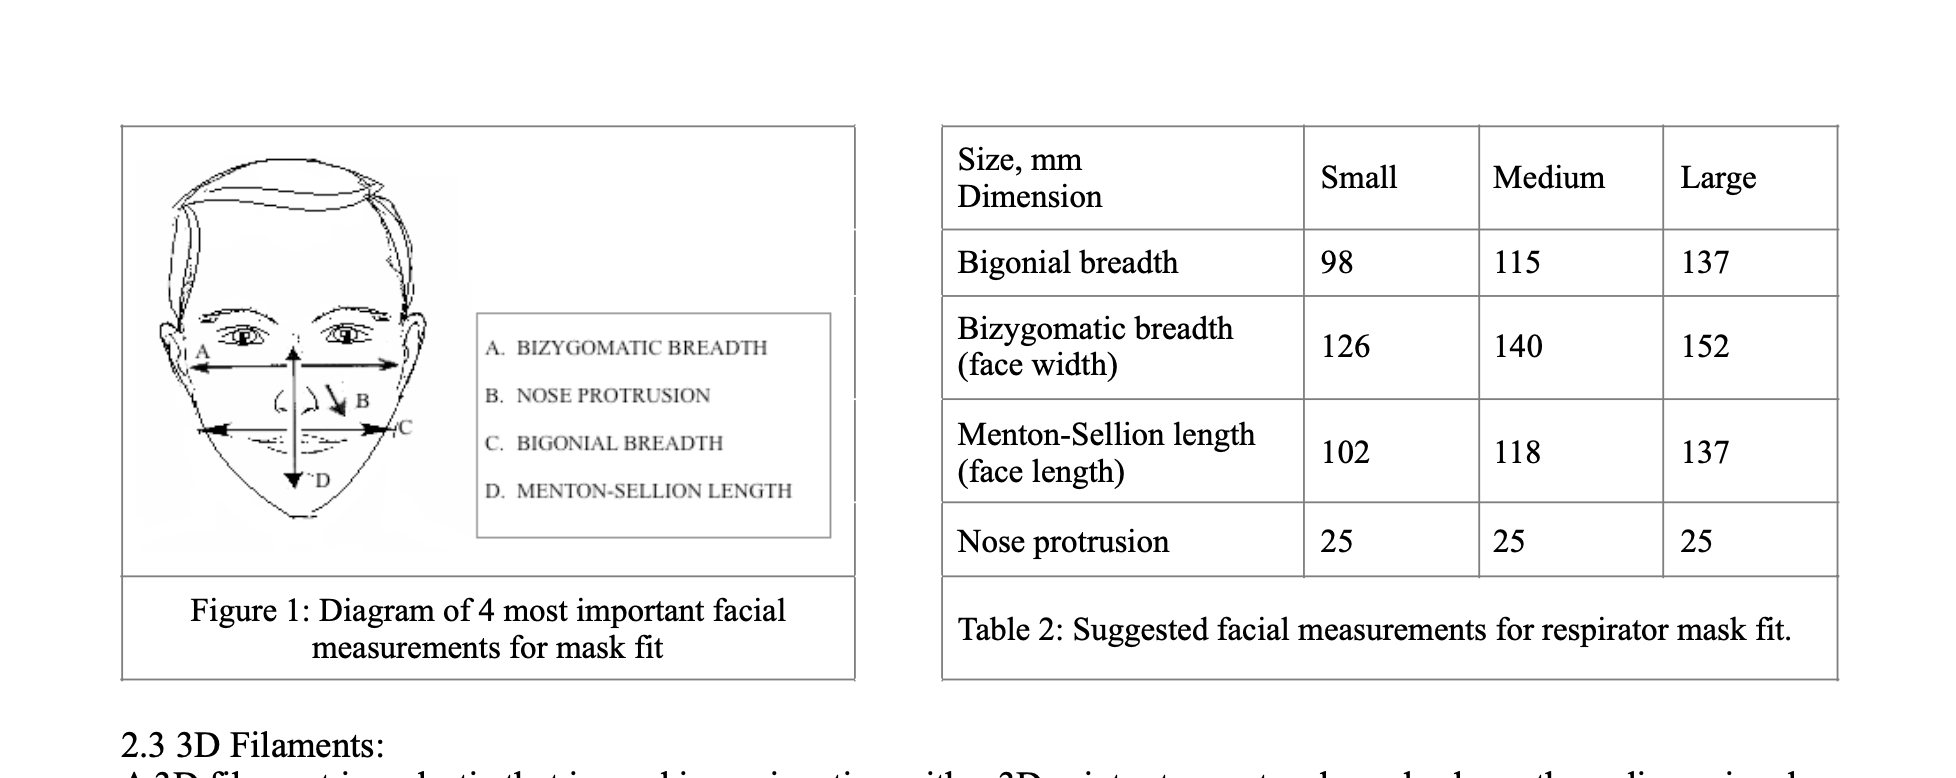 A
B
C
D
A. BIZYGOMATIC BREADTH
B. NOSE PROTRUSION
C. BIGONIAL BREADTH
D. MENTON-SELLION LENGTH
Figure 1: Diagram of 4 most important facial
measurements for mask fit
Size, mm
Dimension
Small
Medium
Large
Bigonial breadth
98
115
137
Bizygomatic breadth
(face width)
126
140
152
Menton-Sellion length
(face length)
102
118
137
Nose protrusion
25
25
25
Table 2: Suggested facial measurements for respirator mask fit.
2.3 3D Filaments: